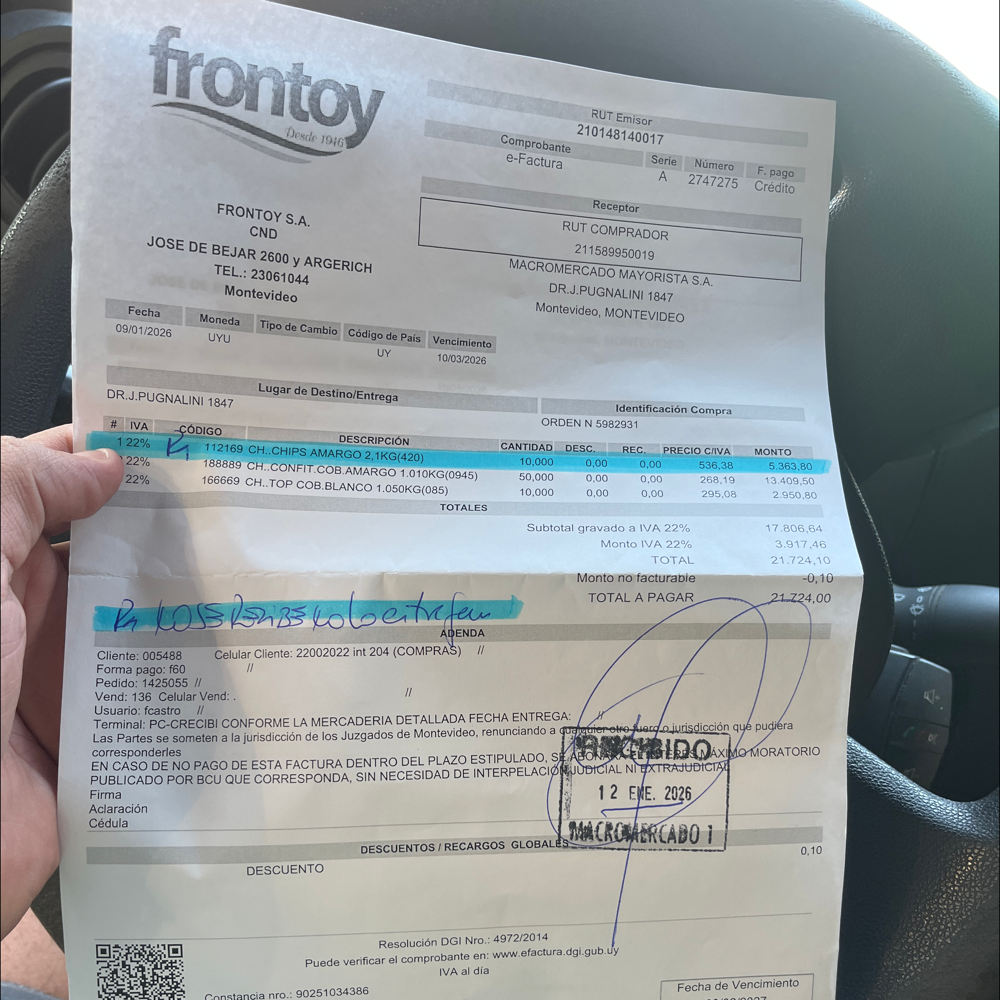 frontoy
Desde 1946
RUT Emisor
210148140017
Comprobante Serie Número F. pago
e-Factura A 2747275 Crédito
Receptor
RUT COMPRADOR
211589950019
MACROMERCADO MAYORISTA S.A.
DR.J.PUGNALINI 1847
Montevideo, MONTEVIDEO
FRONTOY S.A.
CND
JOSE DE BEJAR 2600 y ARGERICH
TEL.: 23061044
Montevideo
Fecha Moneda Tipo de Cambio Código de País Vencimiento
09/01/2026 UYU UY 10/03/2026
Lugar de Destino/Entrega
DR.J.PUGNALINI 1847
Identificación Compra
ORDEN N 5982931
# IVA CÓDIGO DESCRIPCIÓN CANTIDAD DESC. REC. PRECIO C/IVA MONTO
1 22% 112169 CH..CHIPS AMARGO 2,1KG(420) 10,000 0,00 0,00 536,38 5.363,80
22% 188889 CH..CONFIT.COB.AMARGO 1.010KG(0945) 50,000 0,00 0,00 268,19 13.409,50
22% 166669 CH..TOP COB.BLANCO 1.050KG(085) 10,000 0,00 0,00 295,08 2.950,80
TOTALES
Subtotal gravado a IVA 22% 17.806,64
Monto IVA 22% 3.917,46
TOTAL 21.724,10
Monto no facturable -0,10
TOTAL A PAGAR 21.724,00
ADENDA
Cliente: 005488 Celular Cliente: 22002022 int 204 (COMPRAS) //
Forma pago: f60 //
Pedido: 1425055 //
Vend: 136 Celular Vend: . //
Usuario: fcastro //
Terminal: PC-CRECIBI CONFORME LA MERCADERIA DETALLADA FECHA ENTREGA: //
Las Partes se someten a la jurisdicción de los Juzgados de Montevideo, renunciando a cualquier otro fuero o jurisdicción que pudiera
corresponderles
EN CASO DE NO PAGO DE ESTA FACTURA DENTRO DEL PLAZO ESTIPULADO, SE ABONARA EL INTERES MÁXIMO MORATORIO
PUBLICADO POR BCU QUE CORRESPONDA, SIN NECESIDAD DE INTERPELACIÓN JUDICIAL NI EXTRAJUDICIAL
Firma
Aclaración
Cédula
RECIBIDO
12 ENE. 2026
MACROMERCADO 1
DESCUENTOS / RECARGOS GLOBALES
DESCUENTO 0,10
Resolución DGI Nro.: 4972/2014
Puede verificar el comprobante en: www.efactura.dgi.gub.uy
IVA al día
Constancia nro.: 90251034386
Fecha de Vencimiento